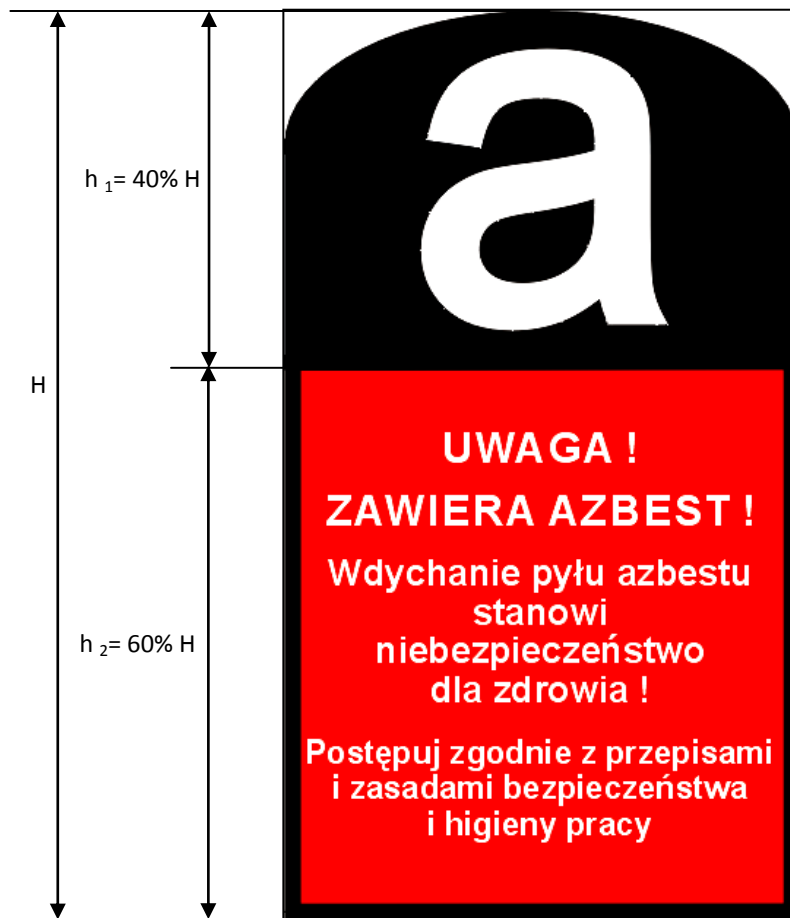 a
h 1= 40% H
H
UWAGA !
ZAWIERA AZBEST !
Wdychanie pyłu azbestu
stanowi
niebezpieczeństwo
dla zdrowia !
h 2= 60% H
Postępuj zgodnie z przepisami
i zasadami bezpieczeństwa
i higieny pracy